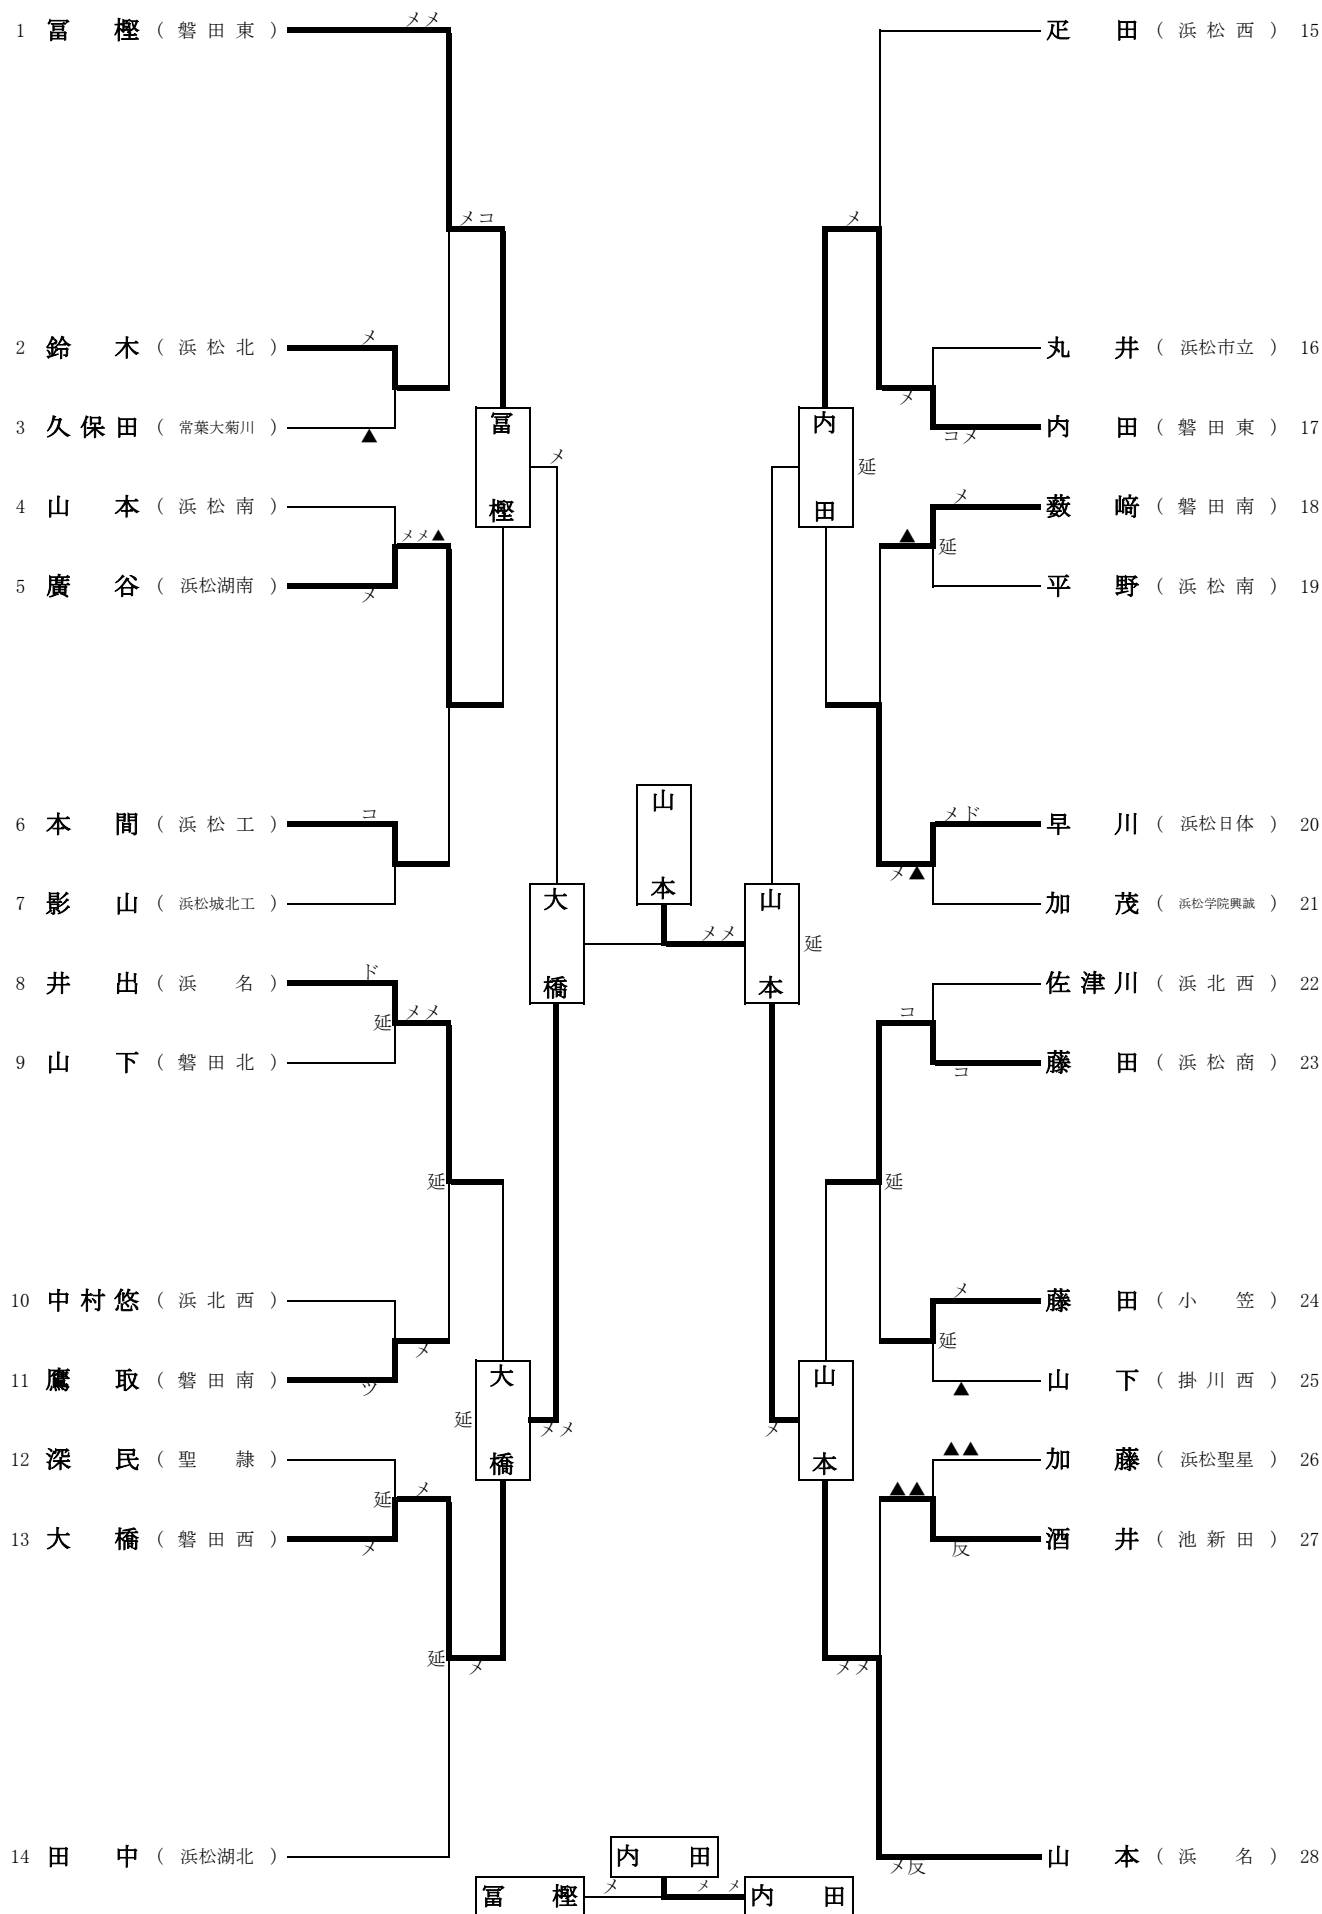 メメ
1 冨樫 ( 磐田東 )
疋田 ( 浜松西 ) 15
メコ
メ
メ
2 鈴木 ( 浜松北 )
丸井 ( 浜松市立 ) 16
メ
3 久保田 ( 常葉大菊川 )
▲
冨樫
内田
コメ
内田 ( 磐田東 ) 17
メ
延
4 山本 ( 浜松南 )
メ
薮﨑 ( 磐田南 ) 18
メメ▲
▲
延
5 廣谷 ( 浜松湖南 )
メ
平野 ( 浜松南 ) 19
6 本間 ( 浜松工 )
コ
山本
メド
早川 ( 浜松日体 ) 20
メ▲
7 影山 ( 浜松城北工 )
大橋
山本
加茂 ( 浜松学院興誠 ) 21
メメ
延
8 井出 ( 浜名 )
ド
佐津川 ( 浜北西 ) 22
延
メメ
コ
9 山下 ( 磐田北 )
コ
藤田 ( 浜松商 ) 23
延
延
10 中村悠 ( 浜北西 )
メ
藤田 ( 小笠 ) 24
メ
延
11 鷹取 ( 磐田南 )
ツ
大橋
山本
▲
山下 ( 掛川西 ) 25
延
メメ
メ
12 深民 ( 聖隷 )
▲▲
加藤 ( 浜松聖星 ) 26
延
メ
▲▲
13 大橋 ( 磐田西 )
メ
反
酒井 ( 池新田 ) 27
延
メ
メメ
14 田中 ( 浜松湖北 )
内田
メ反
山本 ( 浜名 ) 28
冨樫
メ
メ メ
内田